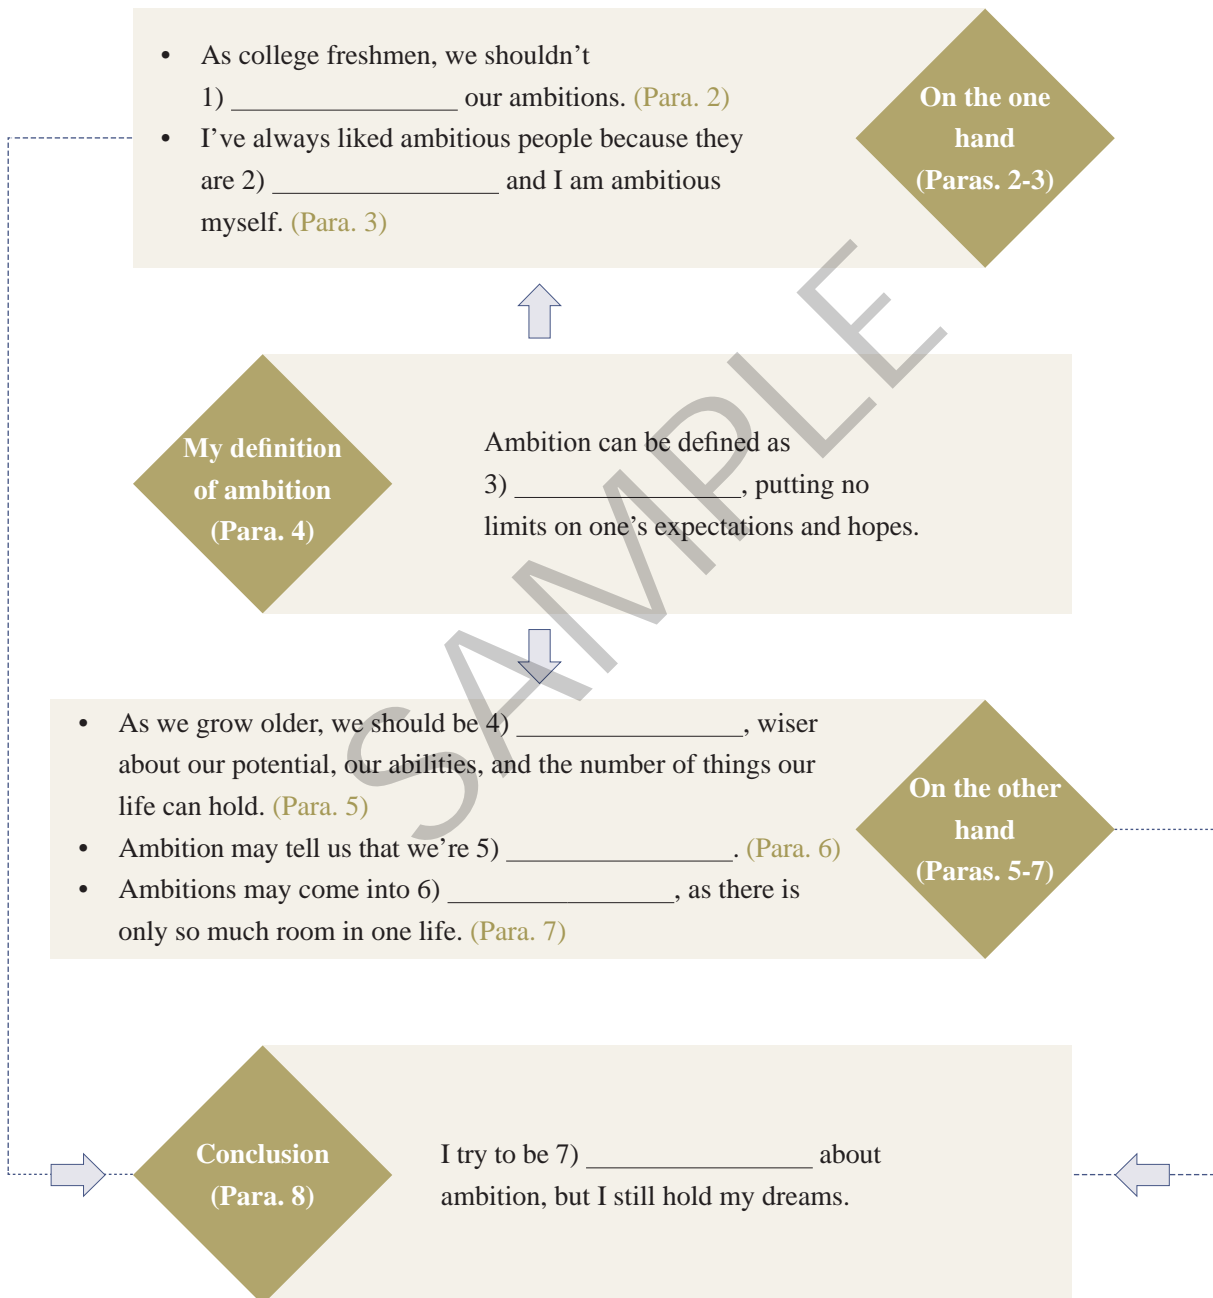 • As college freshmen, we shouldn’t
1) ________________ our ambitions. (Para. 2)
• I’ve always liked ambitious people because they
are 2) ________________ and I am ambitious
myself. (Para. 3)
On the one
hand
(Paras. 2-3)
My definition
of ambition
(Para. 4)
Ambition can be defined as
3) ________________, putting no
limits on one’s expectations and hopes.
• As we grow older, we should be 4) ________________, wiser
about our potential, our abilities, and the number of things our
life can hold. (Para. 5)
• Ambition may tell us that we’re 5) ________________. (Para. 6)
• Ambitions may come into 6) ________________, as there is
only so much room in one life. (Para. 7)
On the other
hand
(Paras. 5-7)
Conclusion
(Para. 8)
I try to be 7) ________________ about
ambition, but I still hold my dreams.
SAMPLE